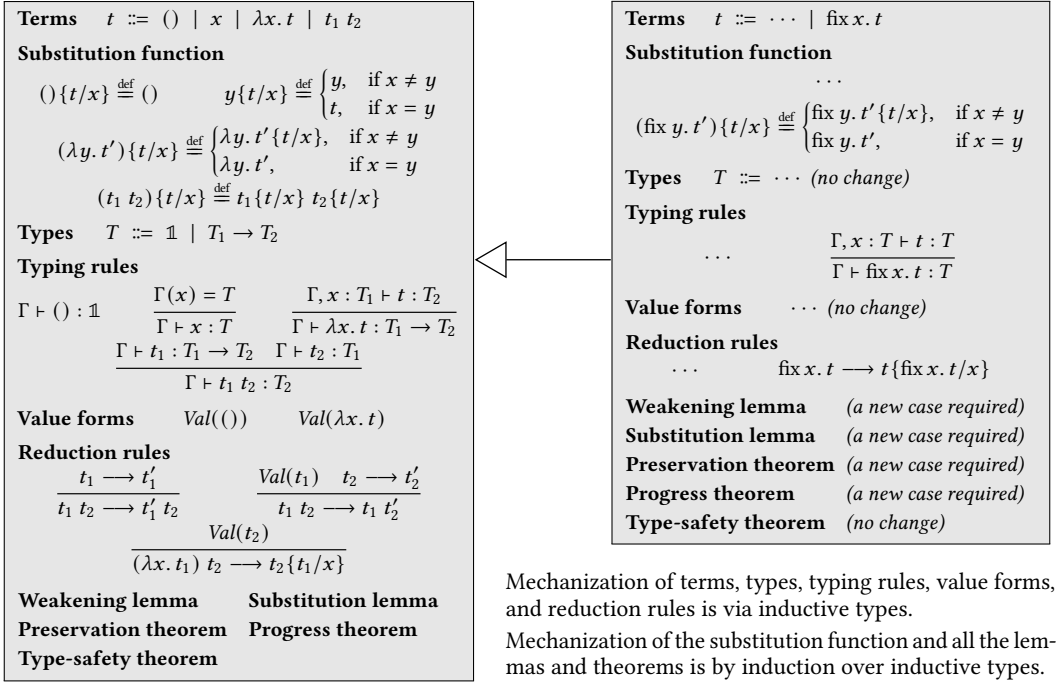 Terms t ::= () | x | λx. t | t₁ t₂
Substitution function
(){t/x} ≝ () y{t/x} ≝ { y, if x ≠ y
t, if x = y
(λy. t′){t/x} ≝ { λy. t′{t/x}, if x ≠ y
λy. t′, if x = y
(t₁ t₂){t/x} ≝ t₁{t/x} t₂{t/x}
Types T ::= 𝟙 | T₁ → T₂
Typing rules
Γ ⊢ () : 𝟙
Γ(x) = T
Γ ⊢ x : T
Γ, x : T₁ ⊢ t : T₂
Γ ⊢ λx. t : T₁ → T₂
Γ ⊢ t₁ : T₁ → T₂ Γ ⊢ t₂ : T₁
Γ ⊢ t₁ t₂ : T₂
Value forms Val(()) Val(λx. t)
Reduction rules
t₁ ⟶ t₁′
t₁ t₂ ⟶ t₁′ t₂
Val(t₁) t₂ ⟶ t₂′
t₁ t₂ ⟶ t₁ t₂′
Val(t₂)
(λx. t₁) t₂ ⟶ t₂{t₁/x}
Weakening lemma Substitution lemma
Preservation theorem Progress theorem
Type-safety theorem
Terms t ::= ⋯ | fix x. t
Substitution function
⋯
(fix y. t′){t/x} ≝ { fix y. t′{t/x}, if x ≠ y
fix y. t′, if x = y
Types T ::= ⋯ (no change)
Typing rules
⋯
Γ, x : T ⊢ t : T
Γ ⊢ fix x. t : T
Value forms ⋯ (no change)
Reduction rules
⋯ fix x. t ⟶ t{fix x. t/x}
Weakening lemma (a new case required)
Substitution lemma (a new case required)
Preservation theorem (a new case required)
Progress theorem (a new case required)
Type-safety theorem (no change)
Mechanization of terms, types, typing rules, value forms,
and reduction rules is via inductive types.
Mechanization of the substitution function and all the lem-
mas and theorems is by induction over inductive types.